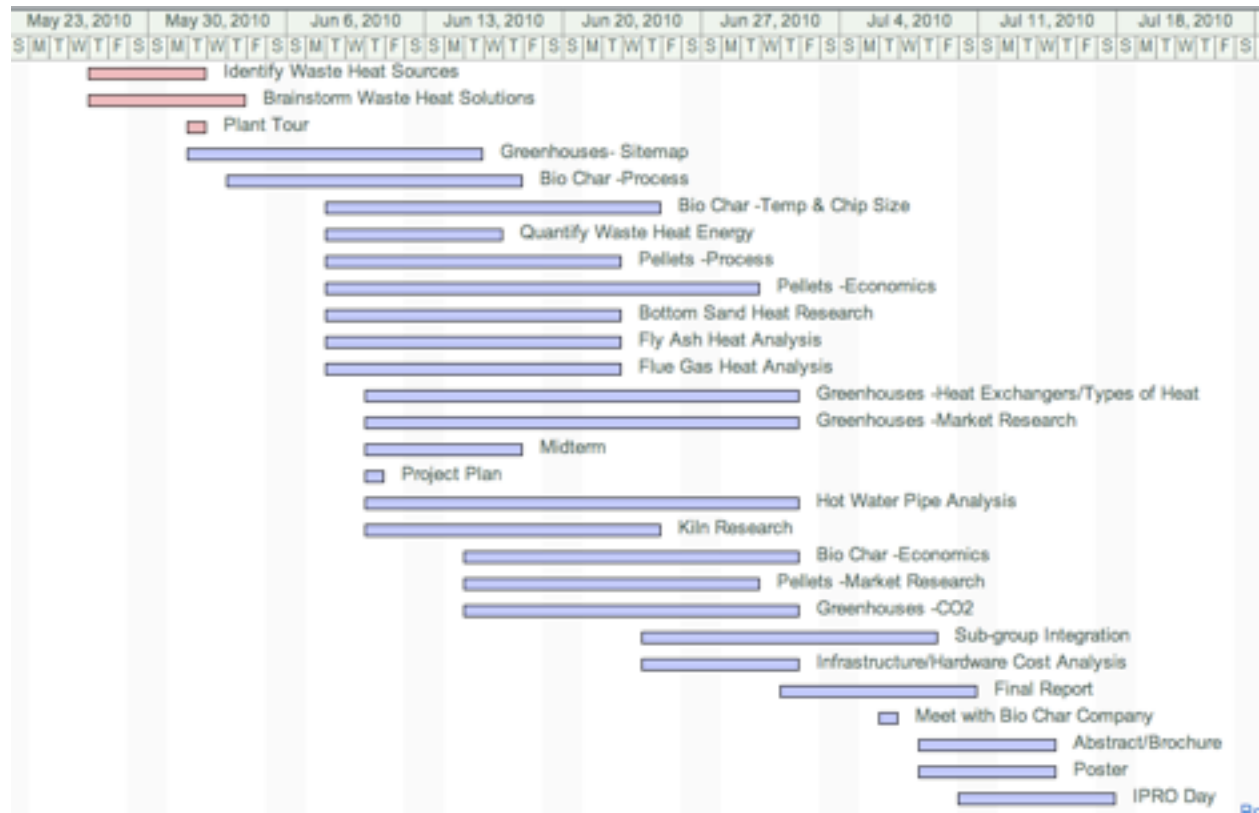 May 23, 2010 May 30, 2010 Jun 6, 2010 Jun 13, 2010 Jun 20, 2010 Jun 27, 2010 Jul 4, 2010 Jul 11, 2010 Jul 18, 2010
S M T W T F S S M T W T F S S M T W T F S S M T W T F S S M T W T F S S M T W T F S S M T W T F S S M T W T F S S M T W T F S
Identify Waste Heat Sources
Brainstorm Waste Heat Solutions
Plant Tour
Greenhouses- Sitemap
Bio Char -Process
Bio Char -Temp & Chip Size
Quantify Waste Heat Energy
Pellets -Process
Pellets -Economics
Bottom Sand Heat Research
Fly Ash Heat Analysis
Flue Gas Heat Analysis
Greenhouses -Heat Exchangers/Types of Heat
Greenhouses -Market Research
Midterm
Project Plan
Hot Water Pipe Analysis
Kiln Research
Bio Char -Economics
Pellets -Market Research
Greenhouses -CO2
Sub-group Integration
Infrastructure/Hardware Cost Analysis
Final Report
Meet with Bio Char Company
Abstract/Brochure
Poster
IPRO Day